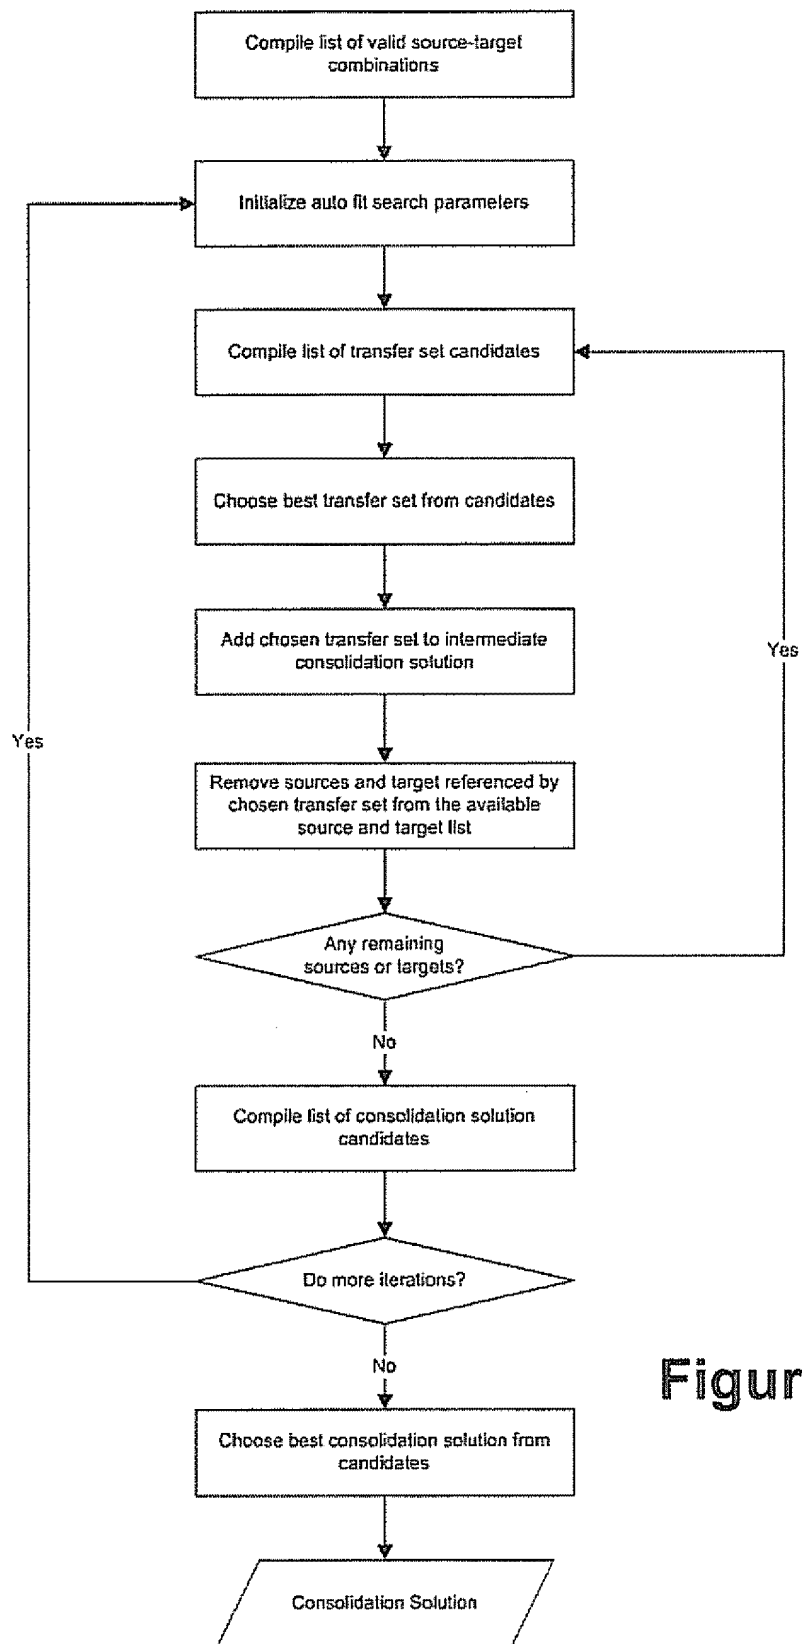 Compile list of valid source-target
combinations
Initialize auto fit search parameters
Compile list of transfer set candidates
Choose best transfer set from candidates
Add chosen transfer set to intermediate
consolidation solution
Yes
Yes
Remove sources and target referenced by
chosen transfer set from the available
source and target list
Any remaining
sources or targets?
No
Compile list of consolidation solution
candidates
Do more iterations?
No
Figur
Choose best consolidation solution from
candidates
Consolidation Solution